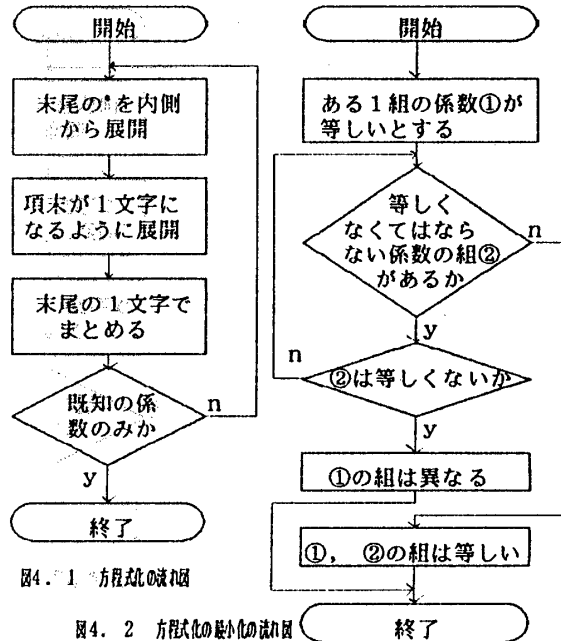 開始
末尾の*を内側
から展開
項末が1文字に
なるように展開
末尾の1文字で
まとめる
既知の係
数のみか
n
y
終了
図4. 1 方程式化の流れ図
開始
ある1組の係数①が
等しいとする
等しく
なくてはなら
ない係数の組②
があるか
n
y
n
②は等しくないか
y
①の組は異なる
①, ②の組は等しい
終了
図4. 2 方程式化の最小化の流れ図